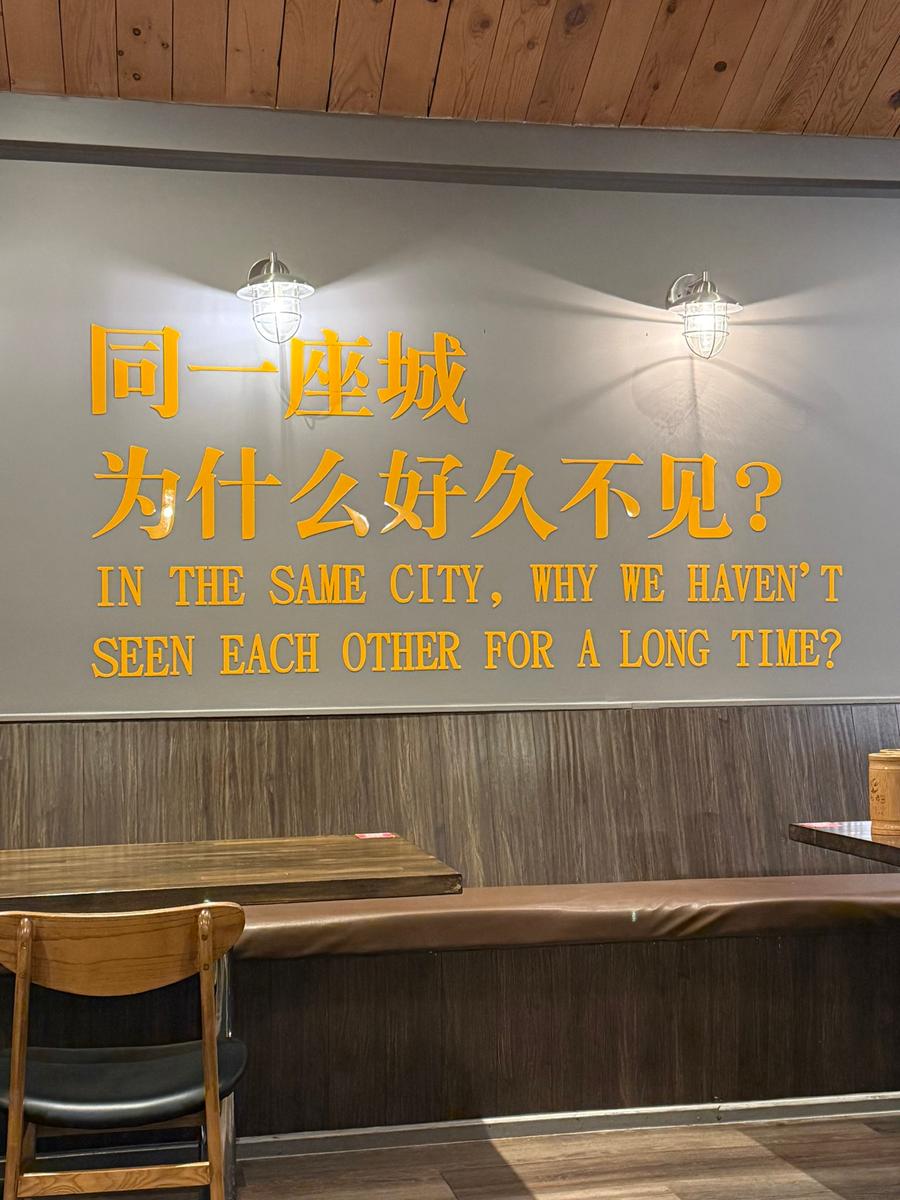 同一座城
为什么好久不见?
IN THE SAME CITY, WHY WE HAVEN'T
SEEN EACH OTHER FOR A LONG TIME?